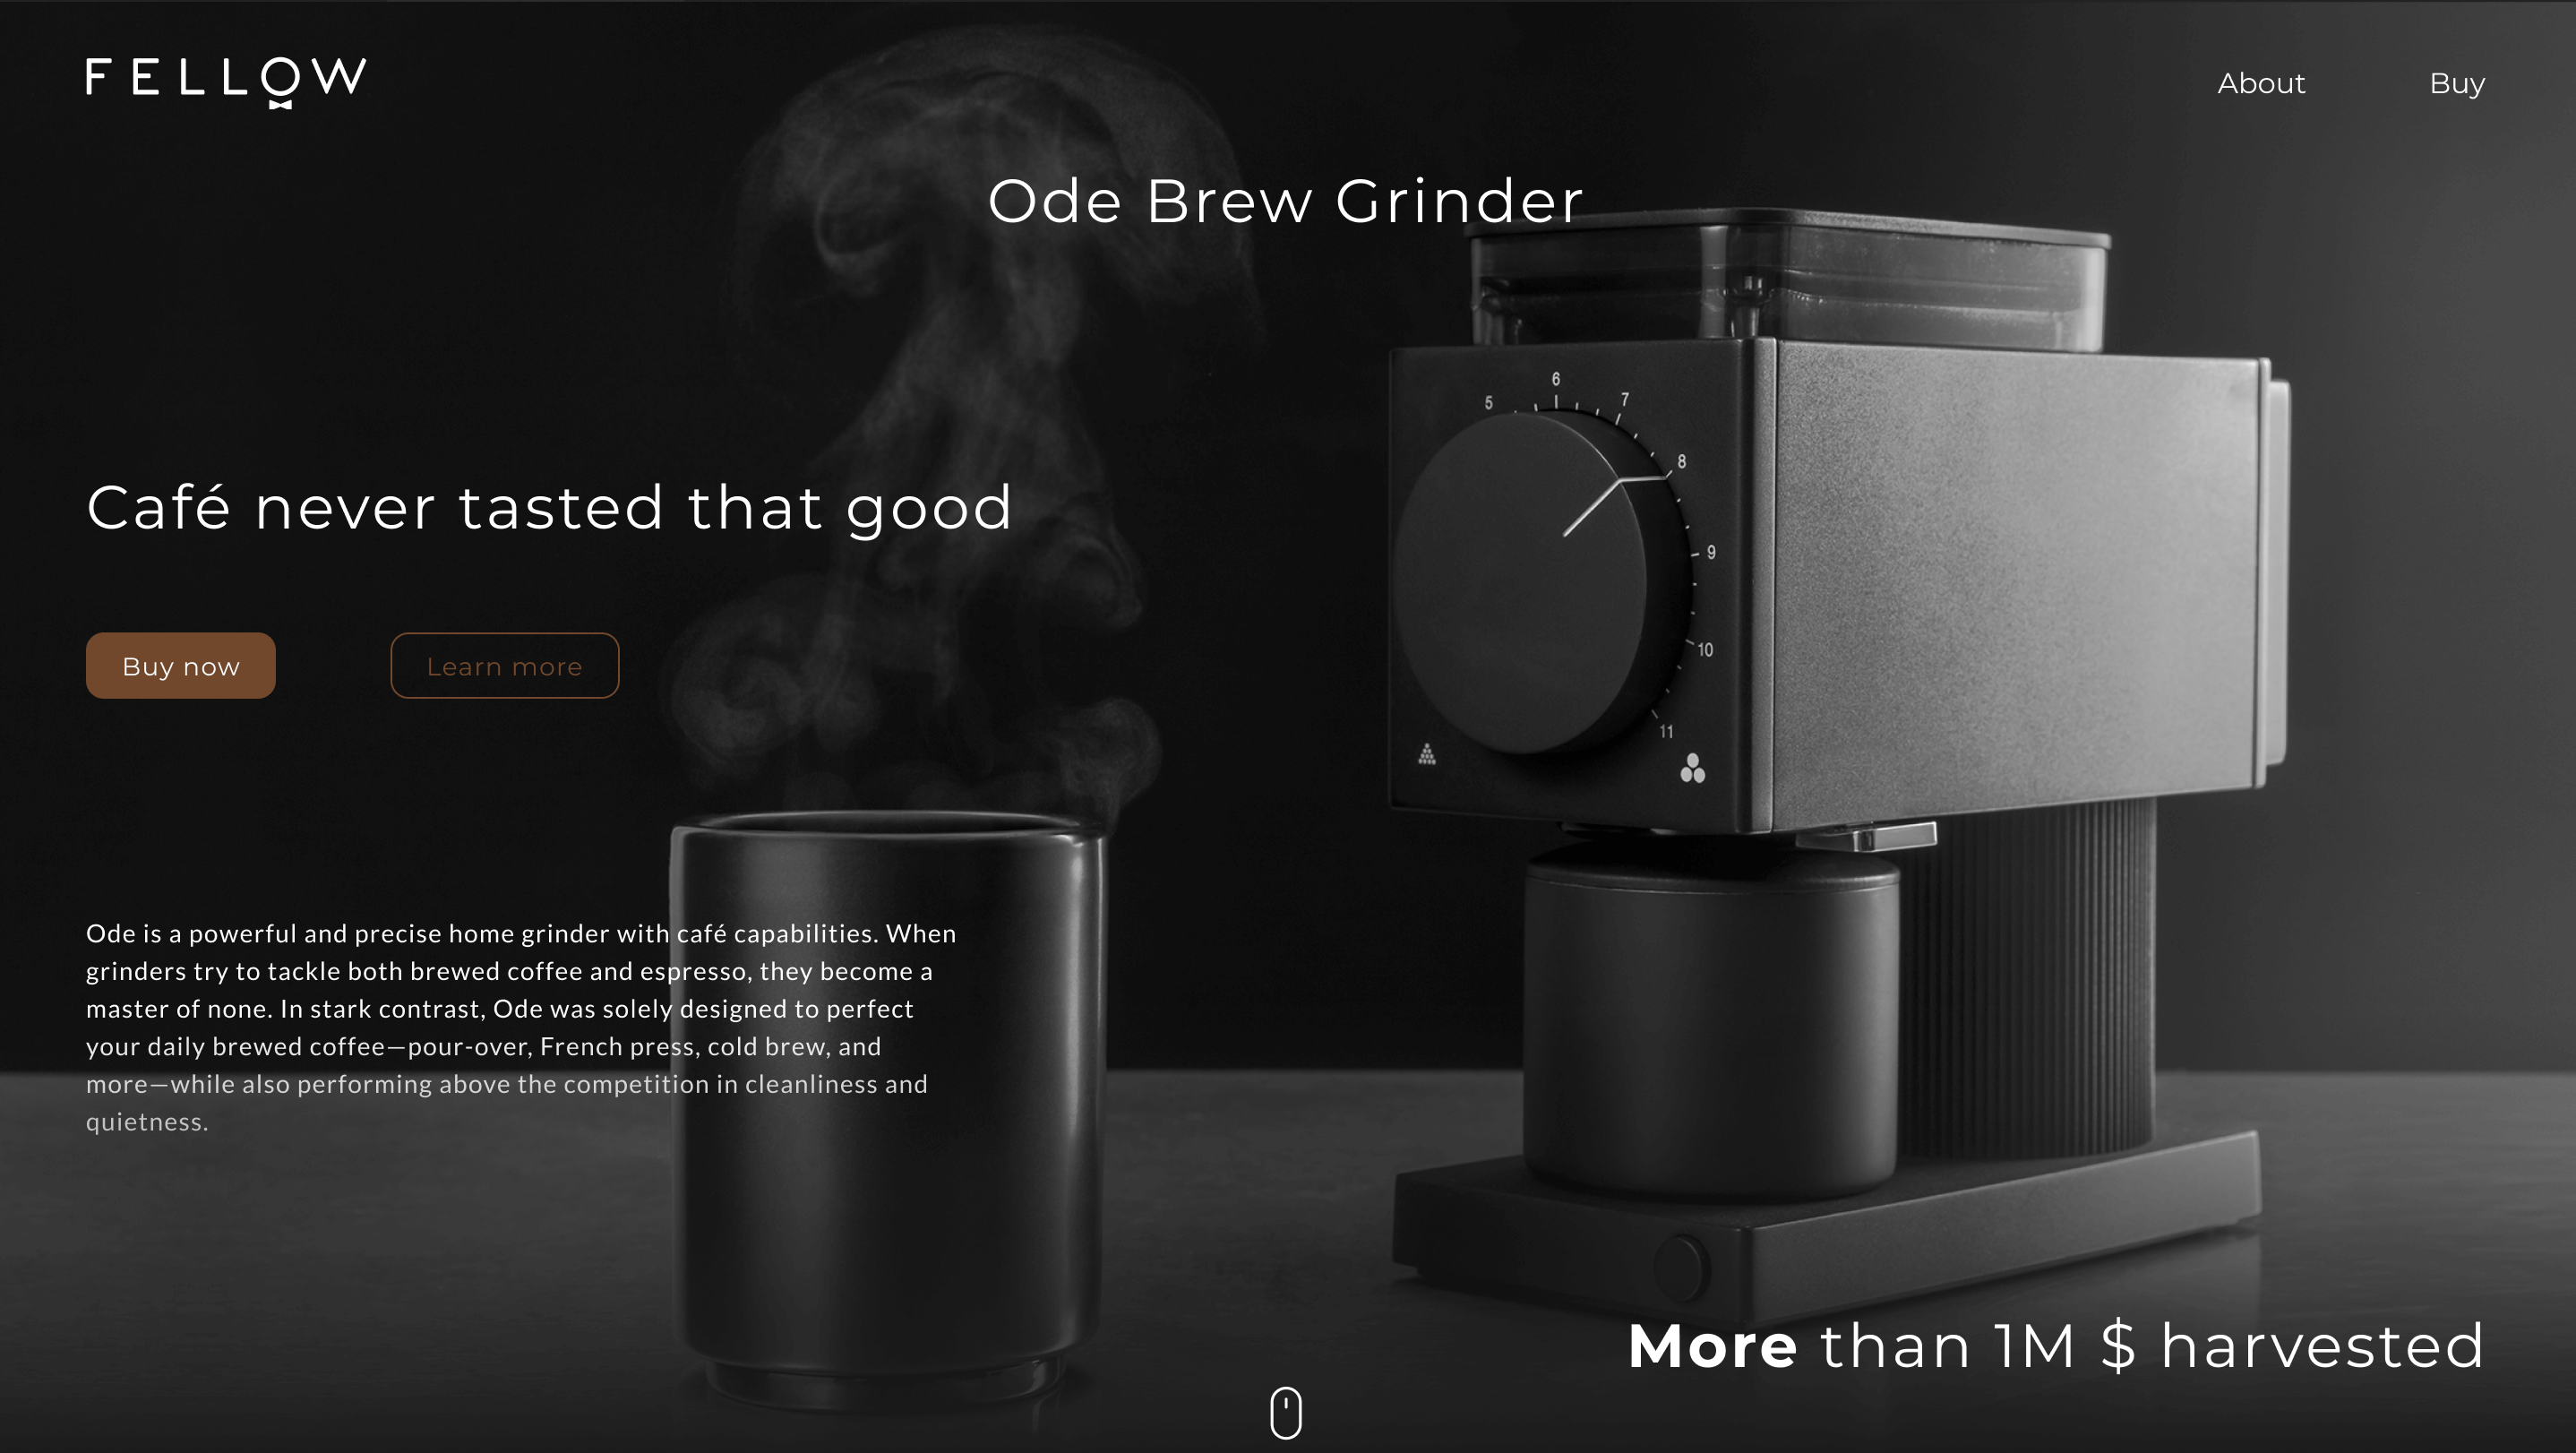 FELLOW
About
Buy
Ode Brew Grinder
Café never tasted that good
Buy now
Learn more
5
6
7
8
9
10
11
Ode is a powerful and precise home grinder with café capabilities. When
grinders try to tackle both brewed coffee and espresso, they become a
master of none. In stark contrast, Ode was solely designed to perfect
your daily brewed coffee—pour-over, French press, cold brew, and
more—while also performing above the competition in cleanliness and
quietness.
More than 1M $ harvested